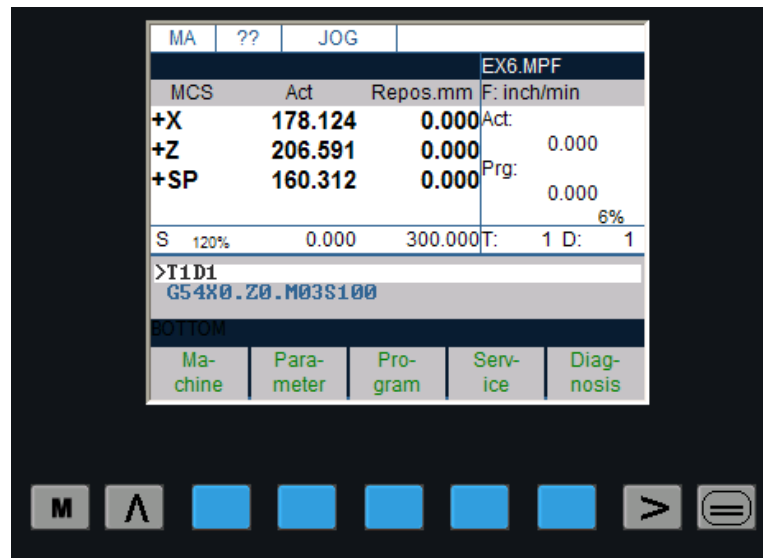 MA ?? JOG
EX6.MPF
MCS Act Repos.mm F: inch/min
+X 178.124 0.000 Act:
0.000
+Z 206.591 0.000
Prg:
+SP 160.312 0.000
0.000
6%
S 120% 0.000 300.000 T: 1 D: 1
>T1D1
G54X0.Z0.M03S100
BOTTOM
Ma-
chine
Para-
meter
Pro-
gram
Serv-
ice
Diag-
nosis
M Λ > =